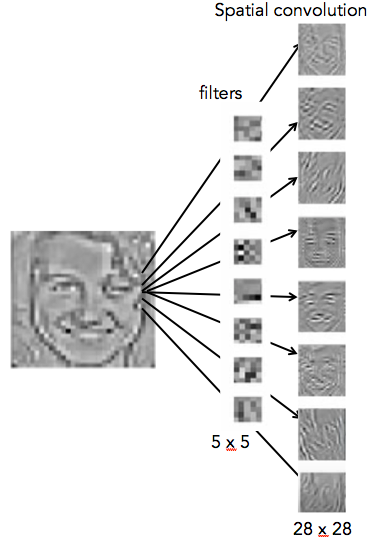 Spatial convolution
filters
5 x 5
28 x 28